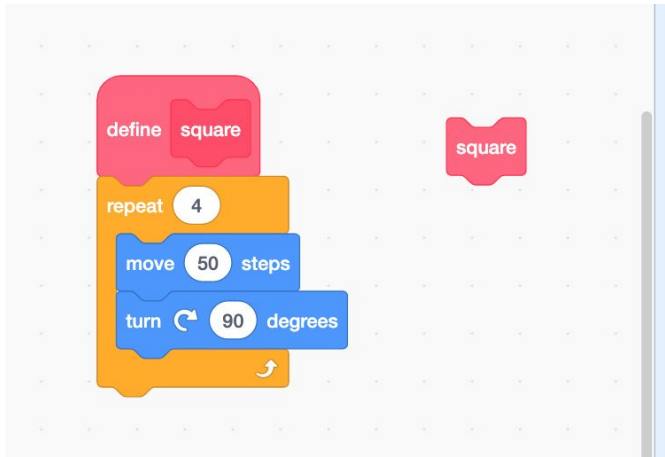 define square
square
repeat 4
move 50 steps
turn 90 degrees